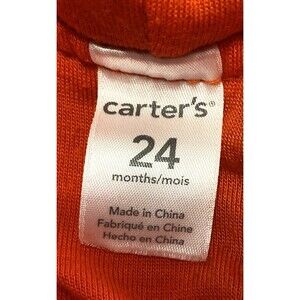 carter's®
24
months/mois
Made in China
Fabriqué en Chine
Hecho en China